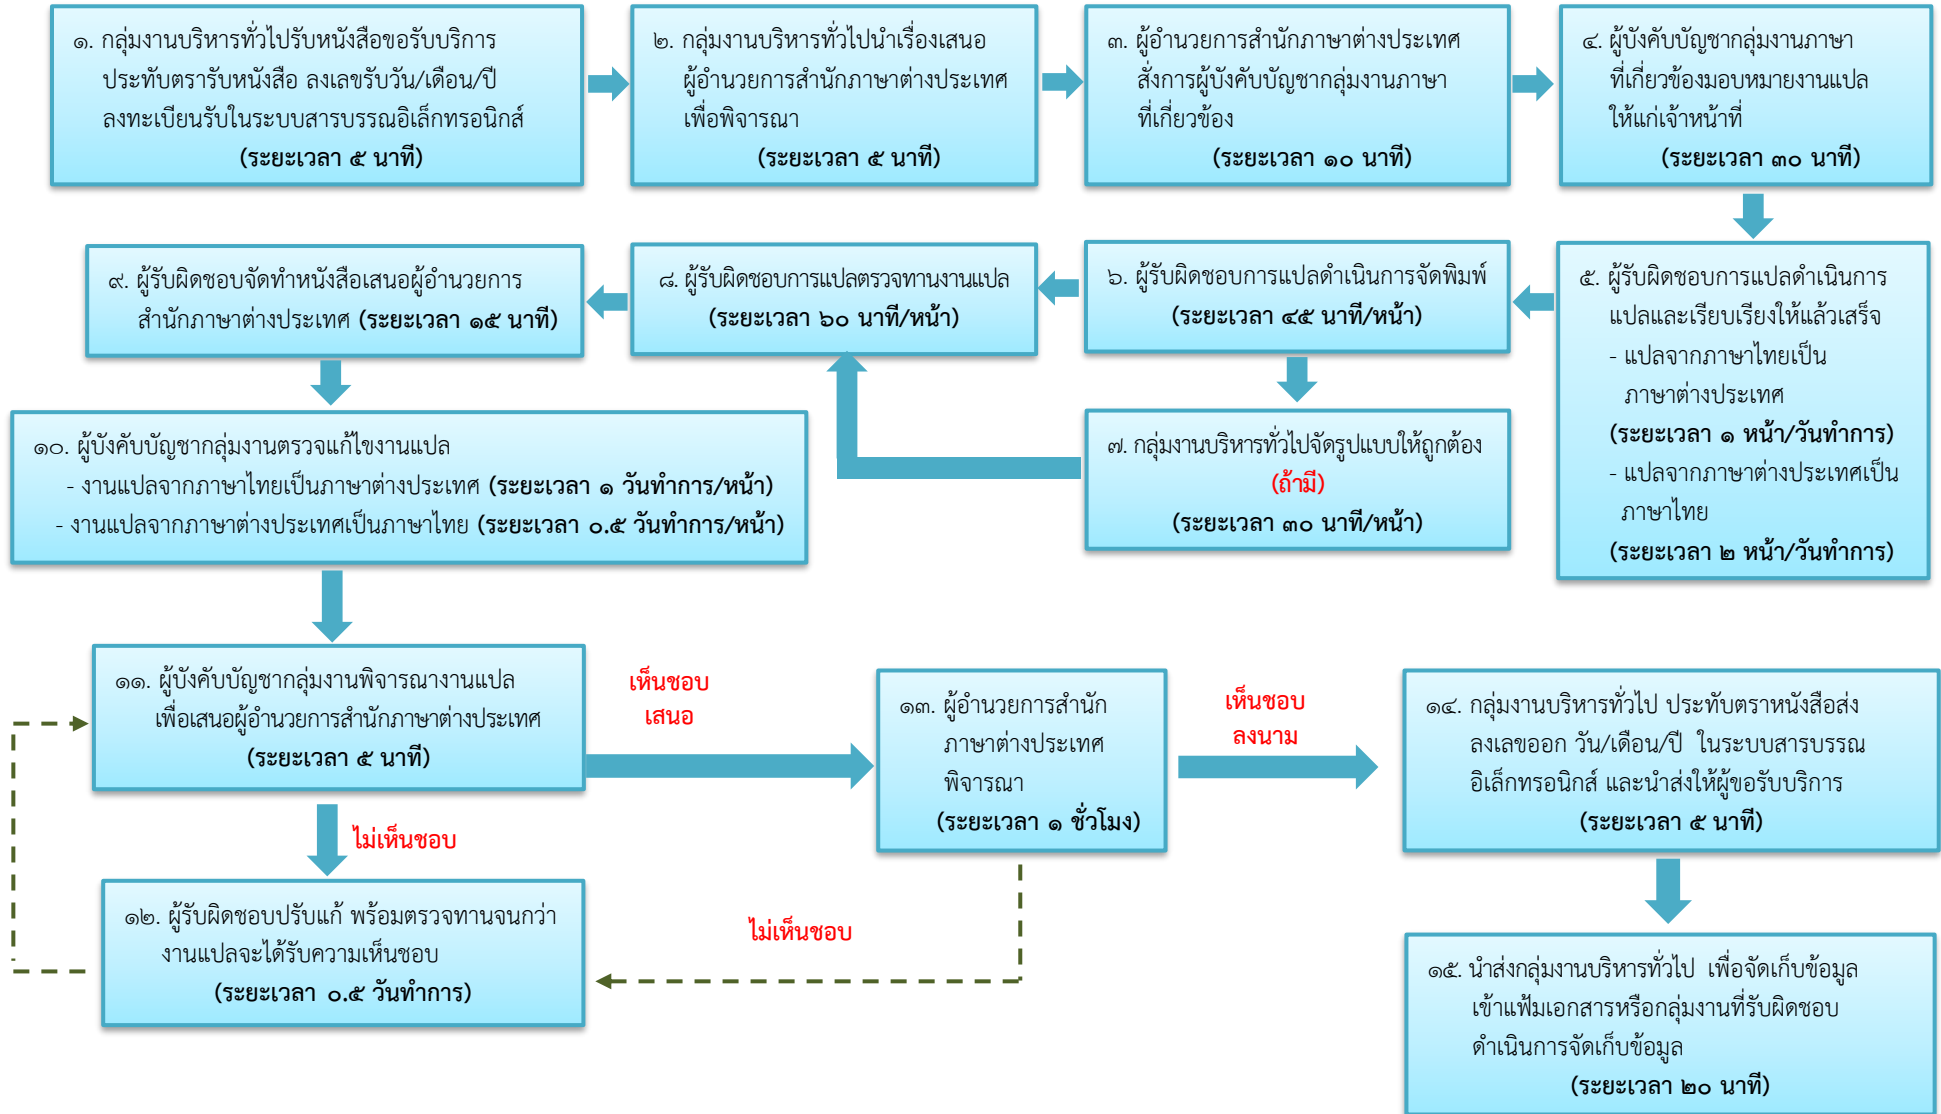 ๑. กลุ่มงานบริหารทั่วไปรับหนังสือขอรับบริการ
ประทับตรารับหนังสือ ลงเลขรับวัน/เดือน/ปี
ลงทะเบียนรับในระบบสารบรรณอิเล็กทรอนิกส์
(ระยะเวลา ๕ นาที)
๒. กลุ่มงานบริหารทั่วไปนำเรื่องเสนอ
ผู้อำนวยการสำนักภาษาต่างประเทศ
เพื่อพิจารณา
(ระยะเวลา ๕ นาที)
๓. ผู้อำนวยการสำนักภาษาต่างประเทศ
สั่งการผู้บังคับบัญชากลุ่มงานภาษา
ที่เกี่ยวข้อง
(ระยะเวลา ๑๐ นาที)
๔. ผู้บังคับบัญชากลุ่มงานภาษา
ที่เกี่ยวข้องมอบหมายงานแปล
ให้แก่เจ้าหน้าที่
(ระยะเวลา ๓๐ นาที)
๕. ผู้รับผิดชอบการแปลดำเนินการ
แปลและเรียบเรียงให้แล้วเสร็จ
- แปลจากภาษาไทยเป็น
ภาษาต่างประเทศ
(ระยะเวลา ๑ หน้า/วันทำการ)
- แปลจากภาษาต่างประเทศเป็น
ภาษาไทย
(ระยะเวลา ๒ หน้า/วันทำการ)
๖. ผู้รับผิดชอบการแปลดำเนินการจัดพิมพ์
(ระยะเวลา ๔๕ นาที/หน้า)
๗. กลุ่มงานบริหารทั่วไปจัดรูปแบบให้ถูกต้อง
(ถ้ามี)
(ระยะเวลา ๓๐ นาที/หน้า)
๘. ผู้รับผิดชอบการแปลตรวจทานงานแปล
(ระยะเวลา ๖๐ นาที/หน้า)
๙. ผู้รับผิดชอบจัดทำหนังสือเสนอผู้อำนวยการ
สำนักภาษาต่างประเทศ (ระยะเวลา ๑๕ นาที)
๑๐. ผู้บังคับบัญชากลุ่มงานตรวจแก้ไขงานแปล
- งานแปลจากภาษาไทยเป็นภาษาต่างประเทศ (ระยะเวลา ๑ วันทำการ/หน้า)
- งานแปลจากภาษาต่างประเทศเป็นภาษาไทย (ระยะเวลา ๐.๕ วันทำการ/หน้า)
๑๑. ผู้บังคับบัญชากลุ่มงานพิจารณางานแปล
เพื่อเสนอผู้อำนวยการสำนักภาษาต่างประเทศ
(ระยะเวลา ๕ นาที)
เห็นชอบ
เสนอ
ไม่เห็นชอบ
๑๒. ผู้รับผิดชอบปรับแก้ พร้อมตรวจทานจนกว่า
งานแปลจะได้รับความเห็นชอบ
(ระยะเวลา ๐.๕ วันทำการ)
๑๓. ผู้อำนวยการสำนัก
ภาษาต่างประเทศ
พิจารณา
(ระยะเวลา ๑ ชั่วโมง)
เห็นชอบ
ลงนาม
ไม่เห็นชอบ
๑๔. กลุ่มงานบริหารทั่วไป ประทับตราหนังสือส่ง
ลงเลขออก วัน/เดือน/ปี ในระบบสารบรรณ
อิเล็กทรอนิกส์ และนำส่งให้ผู้ขอรับบริการ
(ระยะเวลา ๕ นาที)
๑๕. นำส่งกลุ่มงานบริหารทั่วไป เพื่อจัดเก็บข้อมูล
เข้าแฟ้มเอกสารหรือกลุ่มงานที่รับผิดชอบ
ดำเนินการจัดเก็บข้อมูล
(ระยะเวลา ๒๐ นาที)